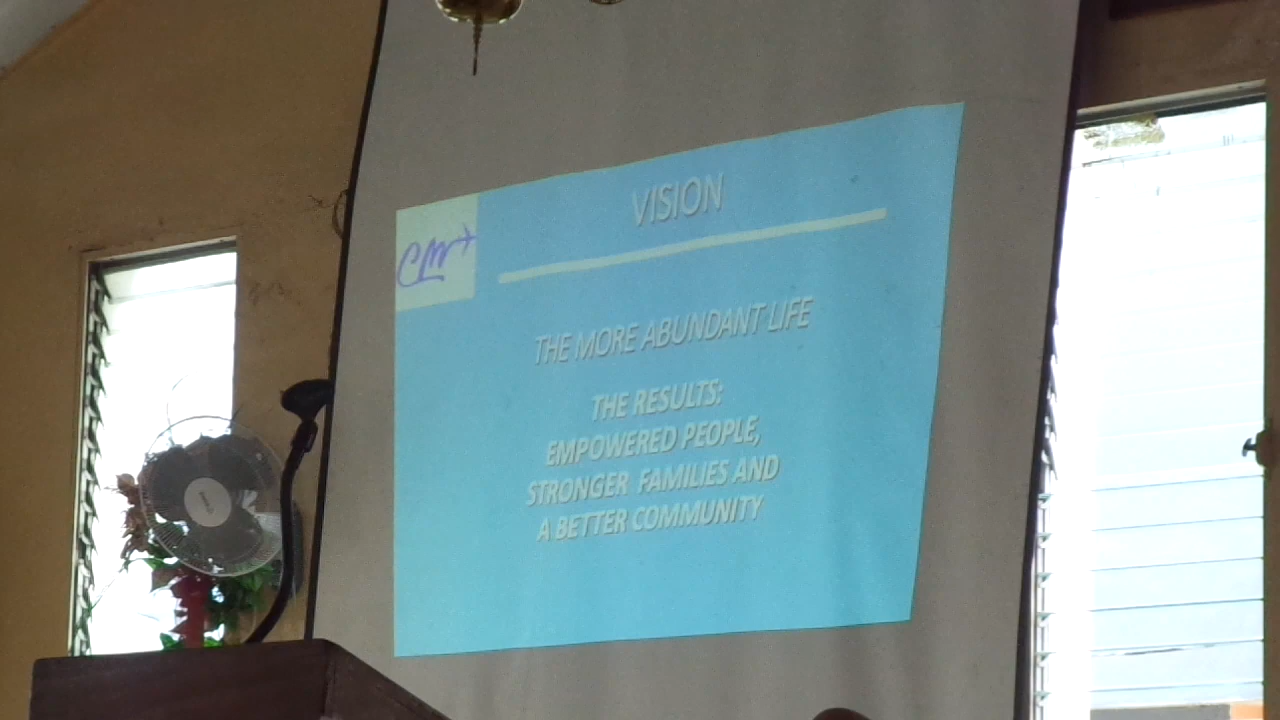 VISION
CLM
THE MORE ABUNDANT LIFE
THE RESULTS:
EMPOWERED PEOPLE,
STRONGER FAMILIES AND
A BETTER COMMUNITY